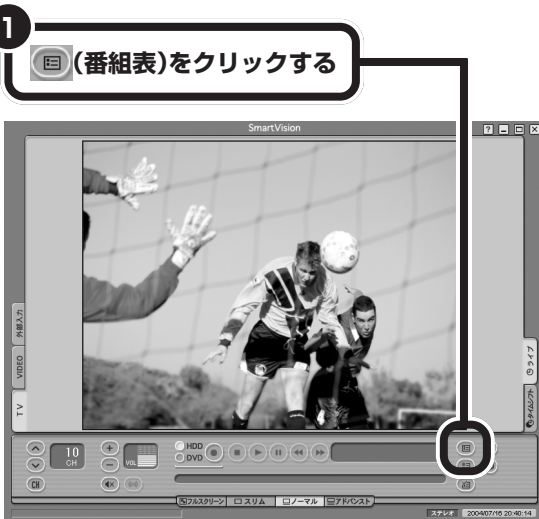 1
(番組表)をクリックする
SmartVision
外部入力
VIDEO
TV
ライブ
タイムシフト
10
CH
VOL
HDD
DVD
CH
フルスクリーン
スリム
ノーマル
アドバンスト
ステレオ
2004/07/16 20:40:14